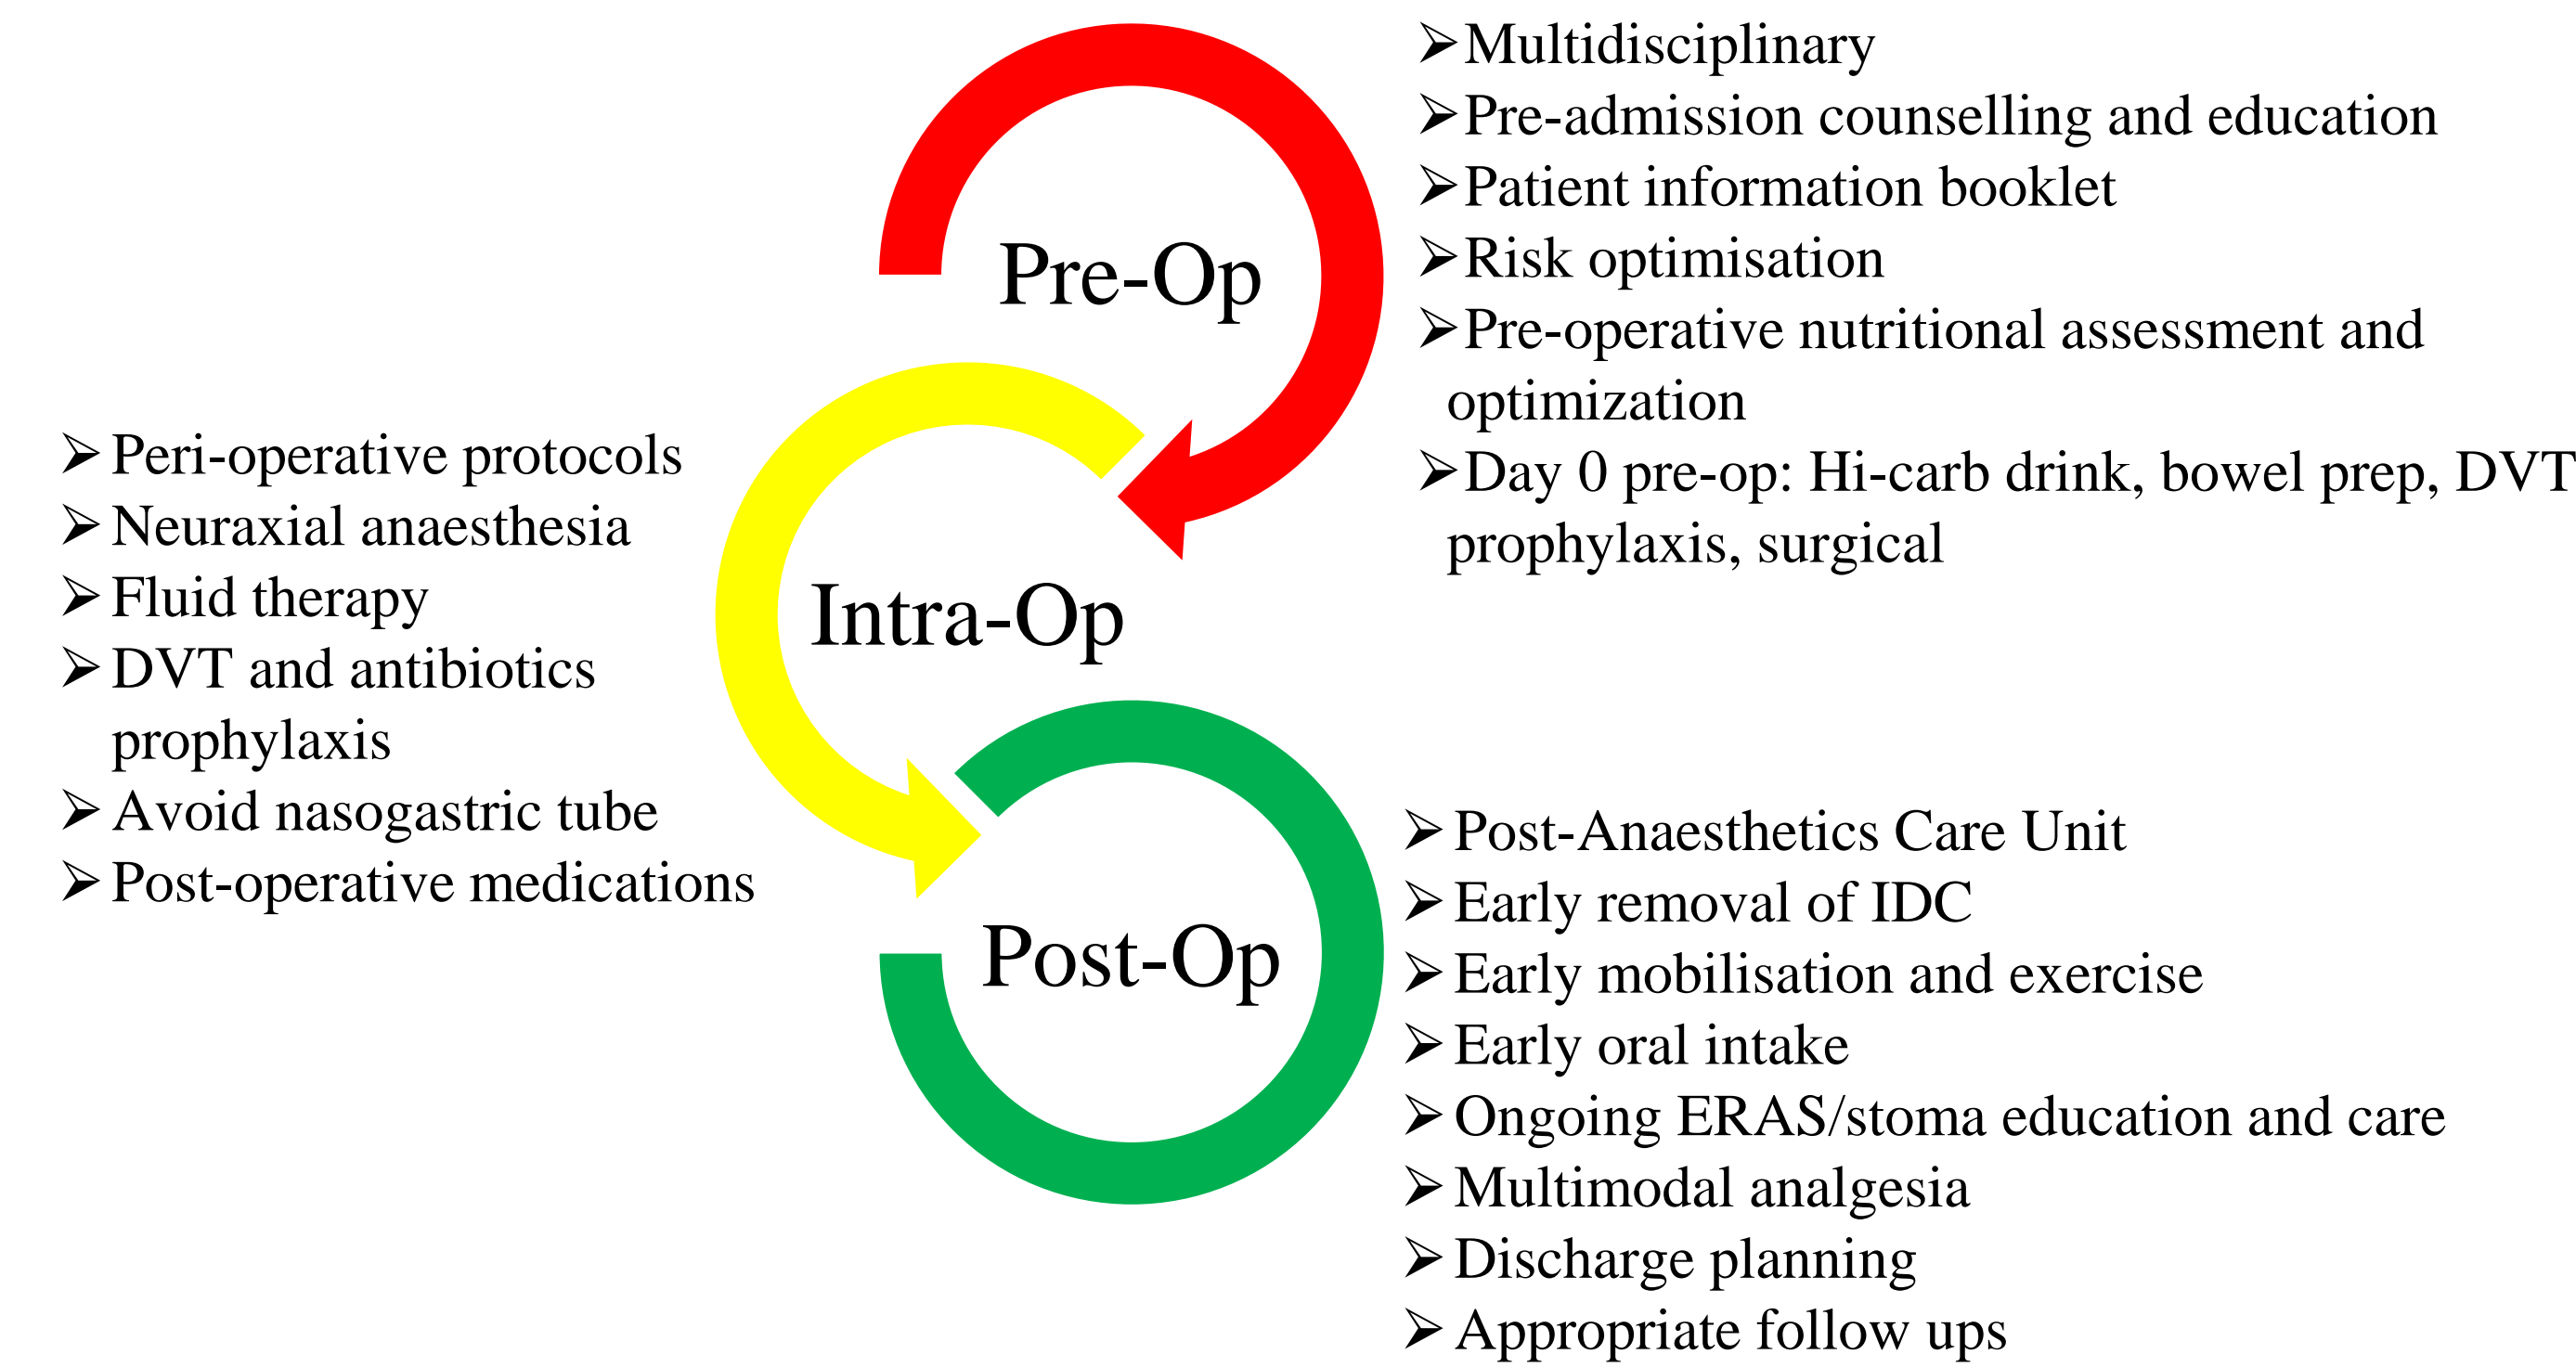 Pre-Op
➢Multidisciplinary
➢Pre-admission counselling and education
➢Patient information booklet
➢Risk optimisation
➢Pre-operative nutritional assessment and
optimization
➢Day 0 pre-op: Hi-carb drink, bowel prep, DVT
prophylaxis, surgical
Intra-Op
➢Peri-operative protocols
➢Neuraxial anaesthesia
➢Fluid therapy
➢DVT and antibiotics
prophylaxis
➢Avoid nasogastric tube
➢Post-operative medications
Post-Op
➢Post-Anaesthetics Care Unit
➢Early removal of IDC
➢Early mobilisation and exercise
➢Early oral intake
➢Ongoing ERAS/stoma education and care
➢Multimodal analgesia
➢Discharge planning
➢Appropriate follow ups